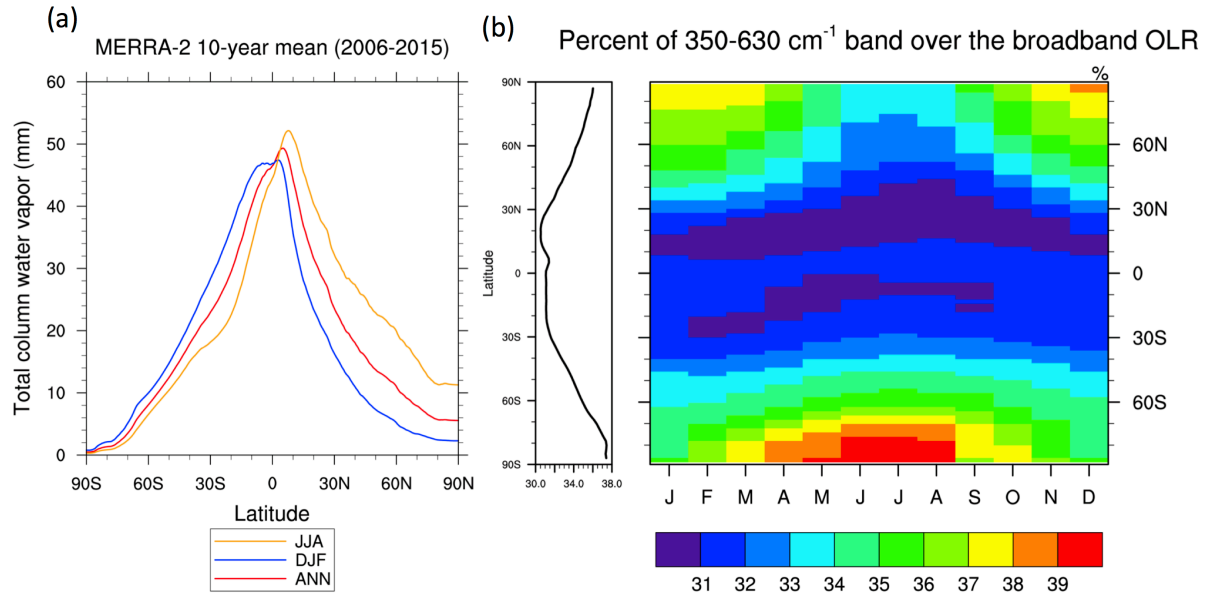 (a)
MERRA-2 10-year mean (2006-2015)
60
50
40
30
20
10
0
Total column water vapor (mm)
90S 60S 30S 0 30N 60N 90N
Latitude
JJA
DJF
ANN
(b)
Percent of 350-630 cm⁻¹ band over the broadband OLR
%
90N
60N
30N
0
30S
60S
90S
Latitude
30.0 34.0 38.0
60N
30N
0
30S
60S
J F M A M J J A S O N D
31 32 33 34 35 36 37 38 39